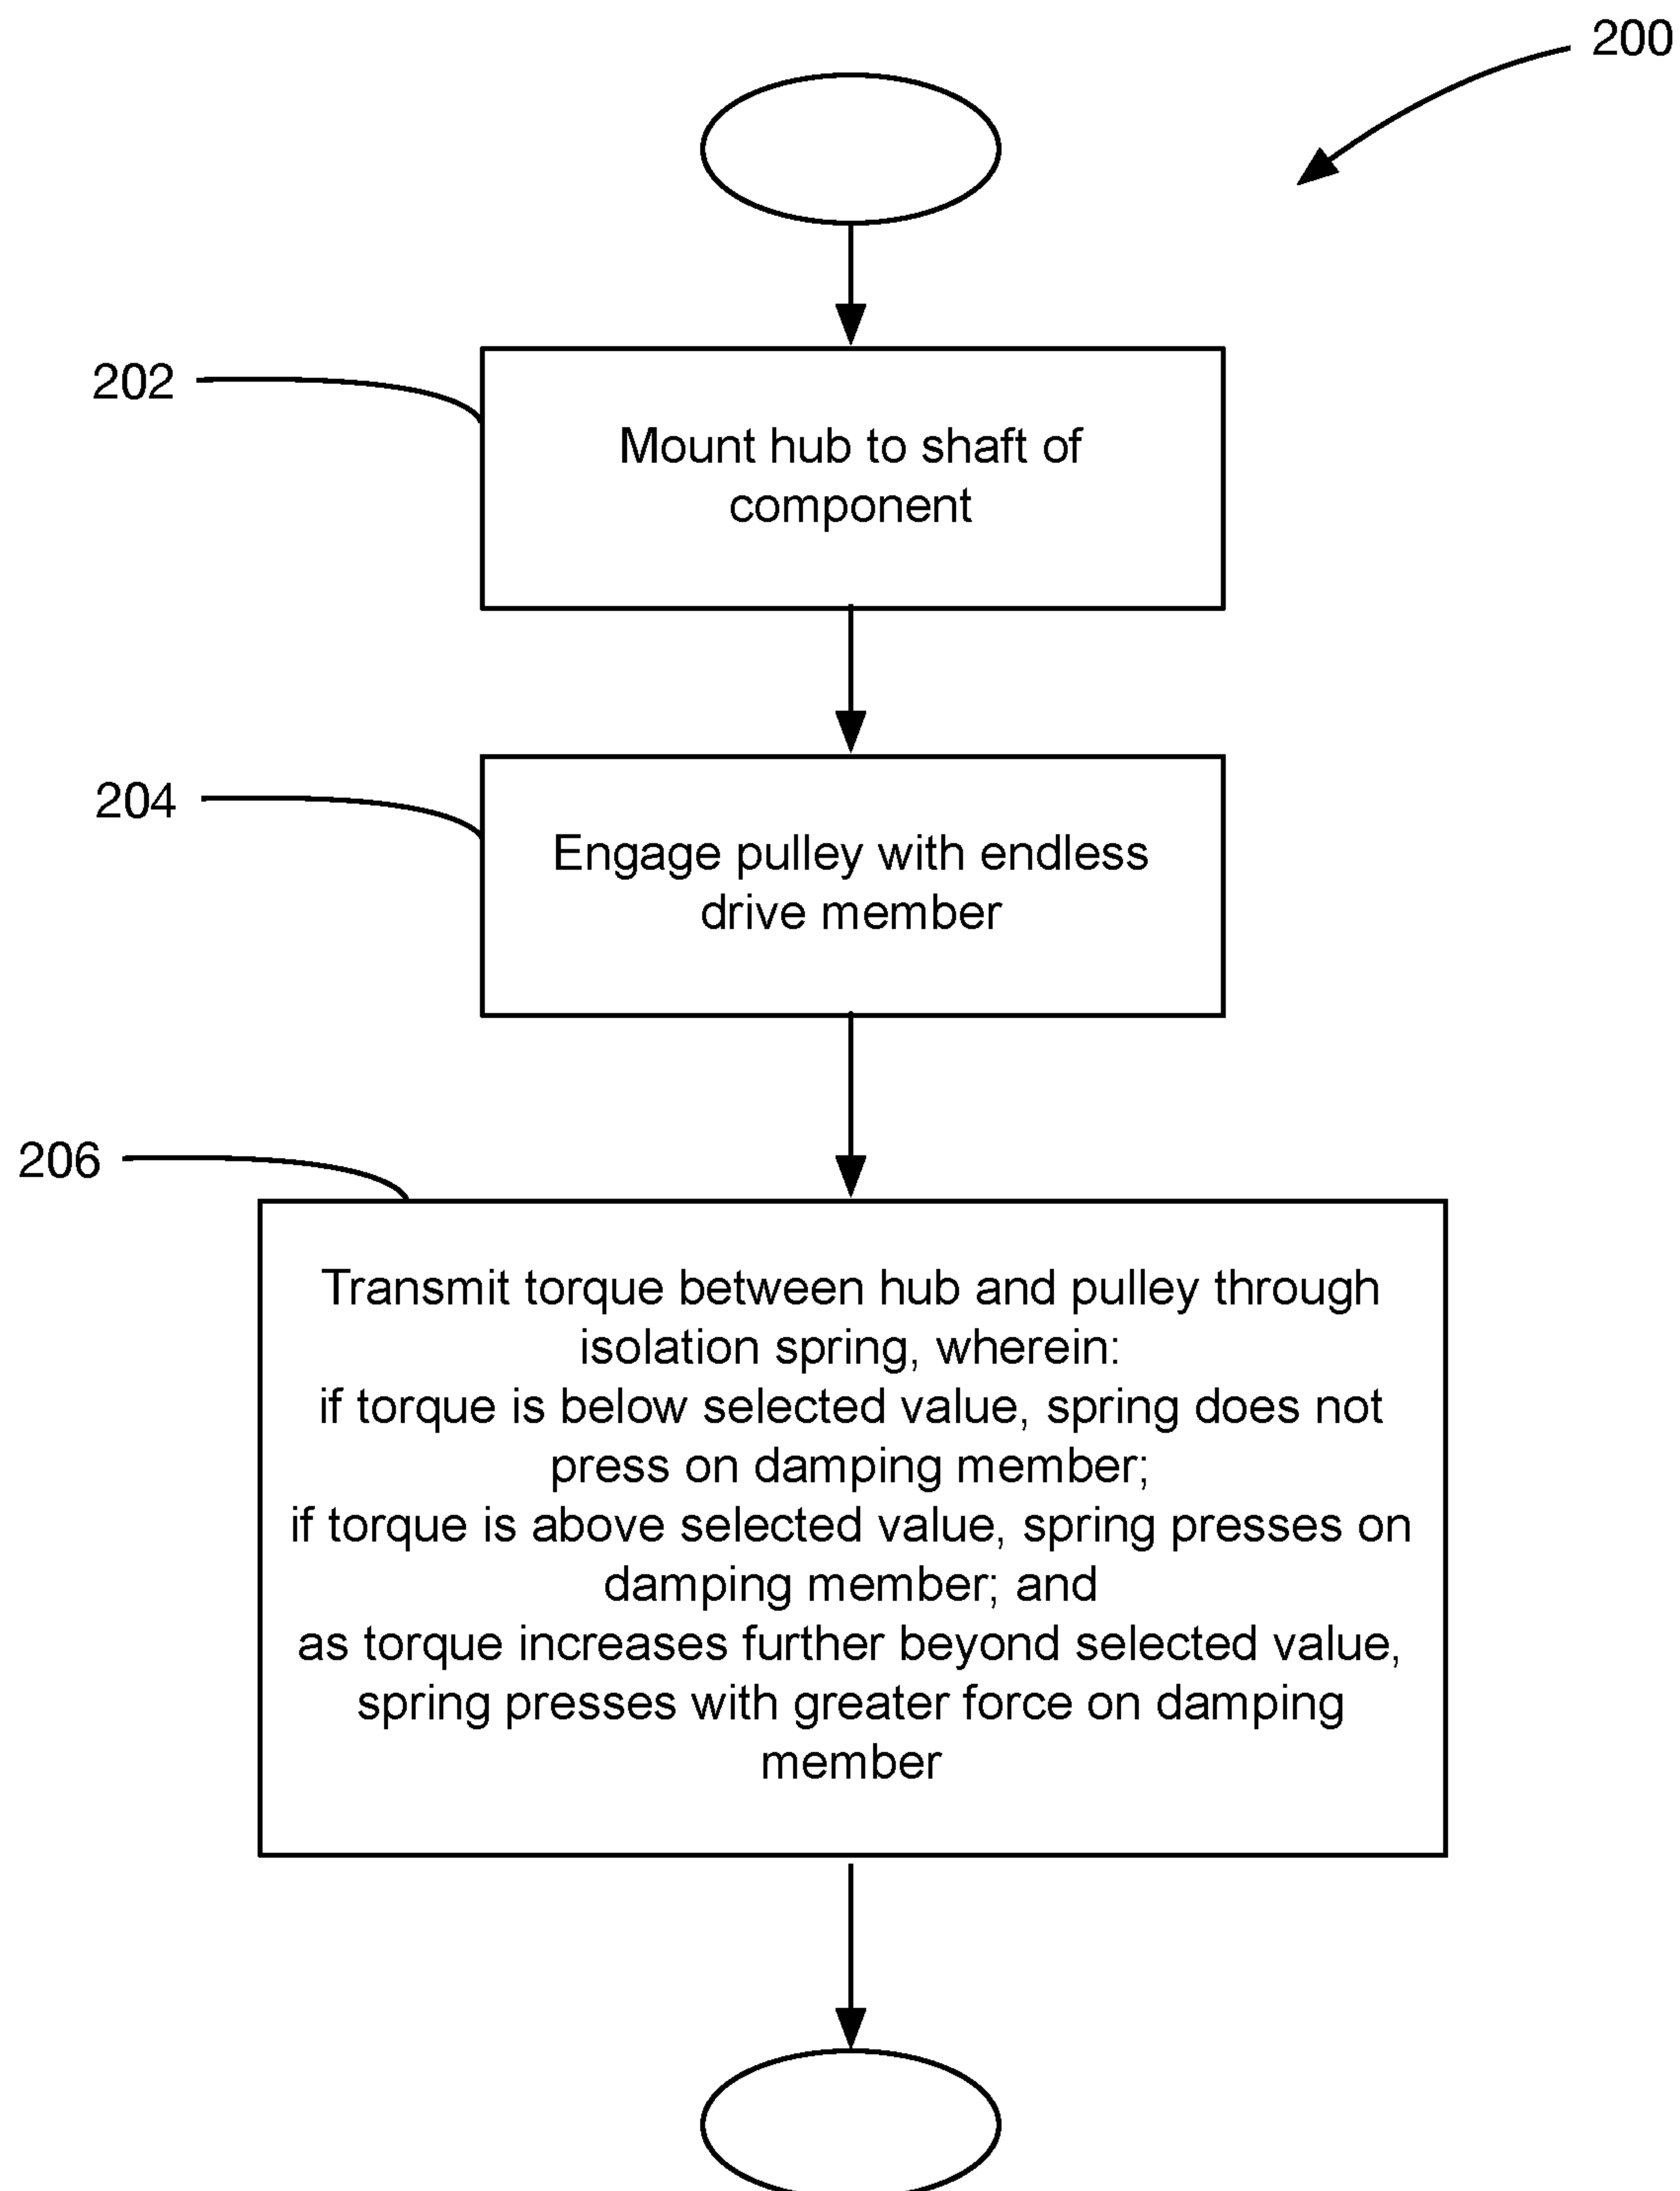 200
202
Mount hub to shaft of
component
204
Engage pulley with endless
drive member
206
Transmit torque between hub and pulley through
isolation spring, wherein:
if torque is below selected value, spring does not
press on damping member;
if torque is above selected value, spring presses on
damping member; and
as torque increases further beyond selected value,
spring presses with greater force on damping
member